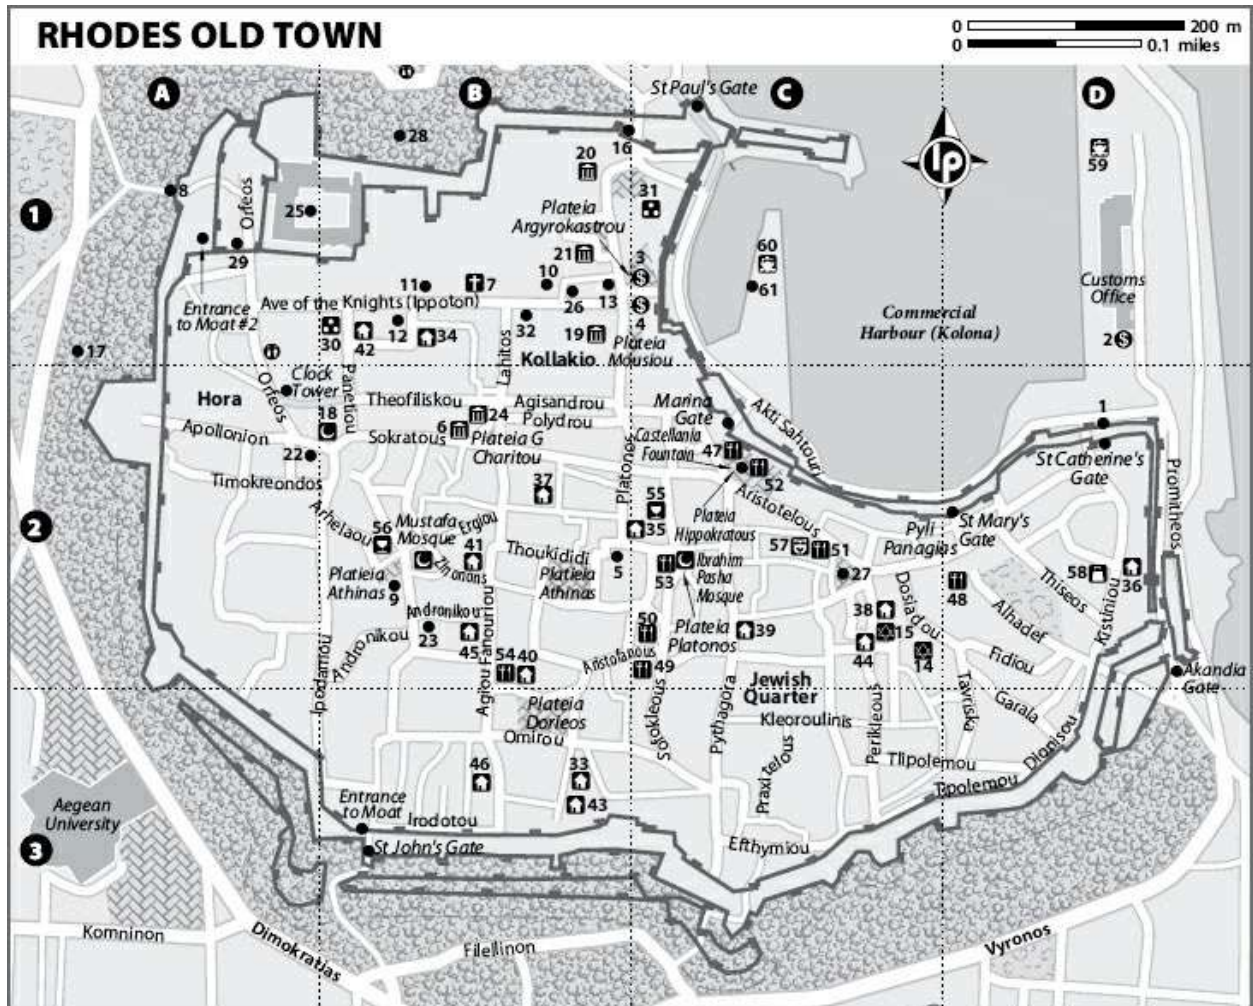 RHODES OLD TOWN
0 200 m
0 0.1 miles
A
B
C
D
St Paul's Gate
28
16
20
lp
59
8
Orfeos
25
31
1
Plateia
Argyrokastrou
29
21
3
60
Entrance
to Moat #2
11
7
10
26
13
61
Customs
Office
Ave of the Knights (Ippoton)
4
Commercial
Harbour (Kolona)
30
42
12
34
32
19
2
17
Kollakio
Plateia
Mousiou
Lahitos
Clock
Tower
Panetiou
Orfeos
Hora
Theofiliskou
Agisandrou
Marina
Gate
Akti Sahtouri
18
24
Polydrou
1
Apollonion
6
Sokratous
Plateia G
Charitou
Castellania
Fountain
47
St Catherine's
Gate
22
52
Timokreondos
37
Platonos
Promitheos
Aristotelous
55
2
Arhelaou
56
Mustafa
Mosque
Ergiou
35
Plateia
Hippokratous
Pyli
Panagias
St Mary's
Gate
41
Thoukididi
57
51
Zinonons
Platieia
Athinas
5
53
Ibrahim
Pasha
Mosque
27
58
36
Platieia
Athinas
9
Dosiadou
48
Thiseos
Kistiniou
Andronikou
38
Alhadef
23
45
50
Plateia
Platonos
39
15
Andronikou
54
40
Aristofanous
49
44
14
Fidiou
Akandia
Gate
Ipodamou
Agiou Fanouriou
Jewish
Quarter
Tavriska
Plateia
Dorieos
Sofokleous
Pythagora
Kleoroulinis
Perikleous
Garala
Omirou
Praxitelous
Tlipolemou
Dionisou
46
33
Tlpolemou
43
Entrance
to Moat
Irodotou
Aegean
University
3
St John's Gate
Efthymiou
Komninon
Dimokratias
Filellinon
Vyronos